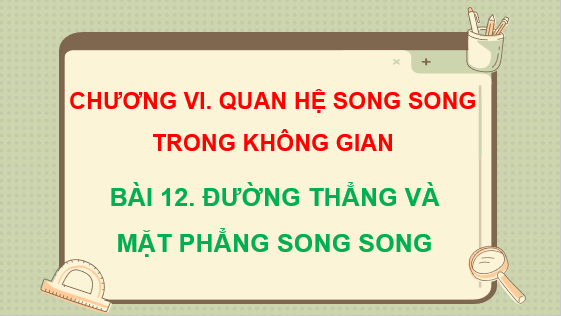 CHƯƠNG VI. QUAN HỆ SONG SONG
TRONG KHÔNG GIAN
BÀI 12. ĐƯỜNG THẲNG VÀ
MẶT PHẲNG SONG SONG